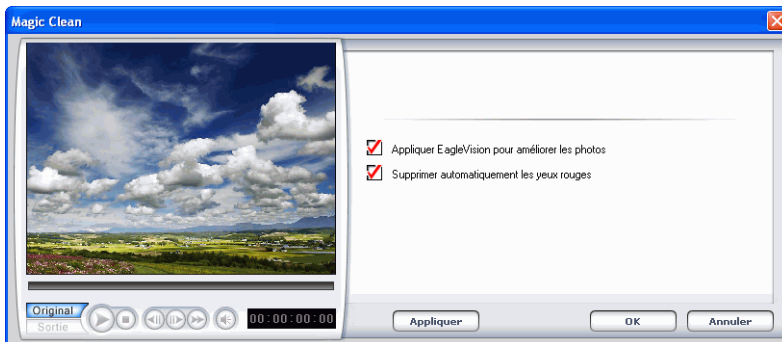 Magic Clean
Appliquer EagleVision pour améliorer les photos
Supprimer automatiquement les yeux rouges
Original
Sortie
00:00:00:00
Appliquer
OK
Annuler